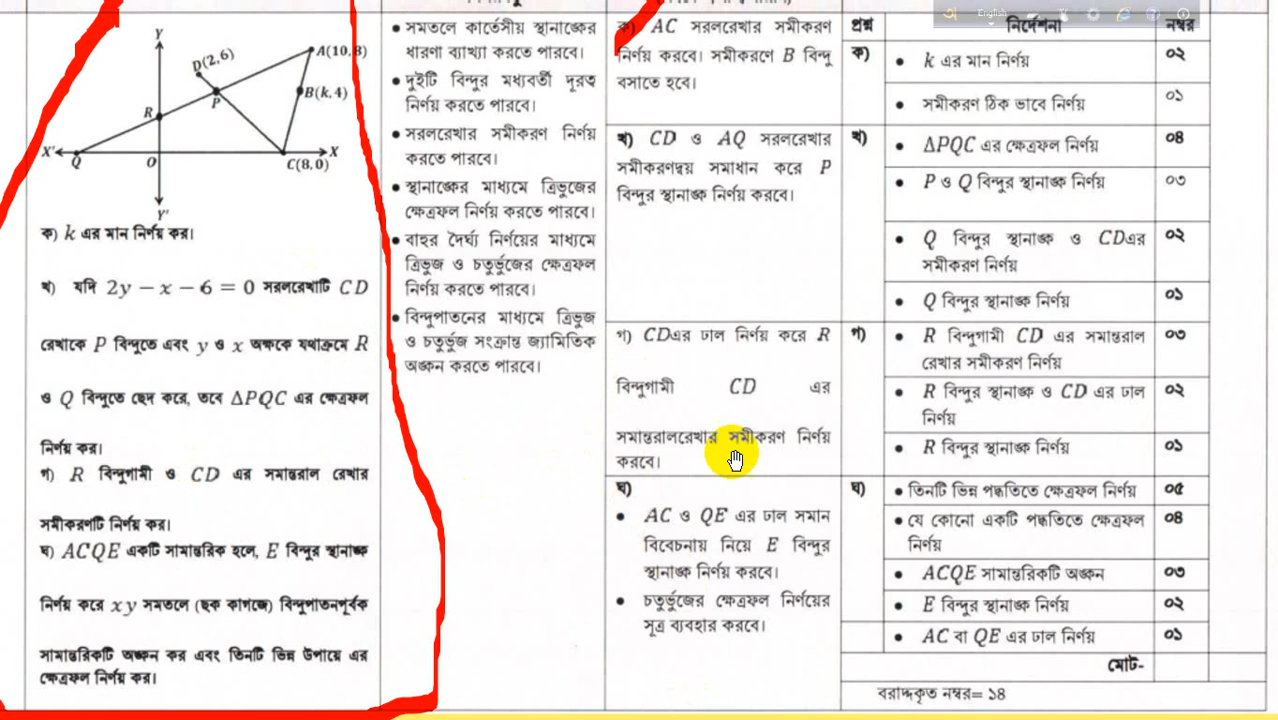 English
Y
A(10,8)
D(2,6)
B(k,4)
P
R
X'
Q
O
C(8,0)
X
Y'
ক) k এর মান নির্ণয় কর।
খ) যদি 2y − x − 6 = 0 সরলরেখাটি CD
রেখাকে P বিন্দুতে এবং y ও x অক্ষকে যথাক্রমে R
ও Q বিন্দুতে ছেদ করে, তবে ΔPQC এর ক্ষেত্রফল
নির্ণয় কর।
গ) R বিন্দুগামী ও CD এর সমান্তরাল রেখার
সমীকরণটি নির্ণয় কর।
ঘ) ACQE একটি সামান্তরিক হলে, E বিন্দুর স্থানাঙ্ক
নির্ণয় করে xy সমতলে (ছক কাগজে) বিন্দুপাতনপূর্বক
সামান্তরিকটি অঙ্কন কর এবং তিনটি ভিন্ন উপায়ে এর
ক্ষেত্রফল নির্ণয় কর।
• সমতলে কার্তেসীয় স্থানাঙ্কের
ধারণা ব্যাখ্যা করতে পারবে।
• দুইটি বিন্দুর মধ্যবর্তী দূরত্ব
নির্ণয় করতে পারবে।
• সরলরেখার সমীকরণ নির্ণয়
করতে পারবে।
• স্থানাঙ্কের মাধ্যমে ত্রিভুজের
ক্ষেত্রফল নির্ণয় করতে পারবে।
• বাহুর দৈর্ঘ্য নির্ণয়ের মাধ্যমে
ত্রিভুজ ও চতুর্ভুজের ক্ষেত্রফল
নির্ণয় করতে পারবে।
• বিন্দুপাতনের মাধ্যমে ত্রিভুজ
ও চতুর্ভুজ সংক্রান্ত জ্যামিতিক
অঙ্কন করতে পারবে।
ক) AC সরলরেখার সমীকরণ
নির্ণয় করবে। সমীকরণে B বিন্দু
বসাতে হবে।
খ) CD ও AQ সরলরেখার
সমীকরণদ্বয় সমাধান করে P
বিন্দুর স্থানাঙ্ক নির্ণয় করবে।
গ) CDএর ঢাল নির্ণয় করে R
বিন্দুগামী CD এর
সমান্তরালরেখার সমীকরণ নির্ণয়
করবে।
ঘ)
• AC ও QE এর ঢাল সমান
বিবেচনায় নিয়ে E বিন্দুর
স্থানাঙ্ক নির্ণয় করবে।
• চতুর্ভুজের ক্ষেত্রফল নির্ণয়ের
সূত্র ব্যবহার করবে।
প্রশ্ন নির্দেশনা নম্বর
ক) • k এর মান নির্ণয় ০২
• সমীকরণ ঠিক ভাবে নির্ণয় ০১
খ) • ΔPQC এর ক্ষেত্রফল নির্ণয় ০৪
• P ও Q বিন্দুর স্থানাঙ্ক নির্ণয় ০৩
• Q বিন্দুর স্থানাঙ্ক ও CDএর ০২
সমীকরণ নির্ণয়
• Q বিন্দুর স্থানাঙ্ক নির্ণয় ০১
গ) • R বিন্দুগামী CD এর সমান্তরাল ০৩
রেখার সমীকরণ নির্ণয়
• R বিন্দুর স্থানাঙ্ক ও CD এর ঢাল ০২
নির্ণয়
• R বিন্দুর স্থানাঙ্ক নির্ণয় ০১
ঘ) • তিনটি ভিন্ন পদ্ধতিতে ক্ষেত্রফল নির্ণয় ০৫
• যে কোনো একটি পদ্ধতিতে ক্ষেত্রফল ০৪
নির্ণয়
• ACQE সামান্তরিকটি অঙ্কন ০৩
• E বিন্দুর স্থানাঙ্ক নির্ণয় ০২
• AC বা QE এর ঢাল নির্ণয় ০১
মোট-
বরাদ্দকৃত নম্বর= ১৪